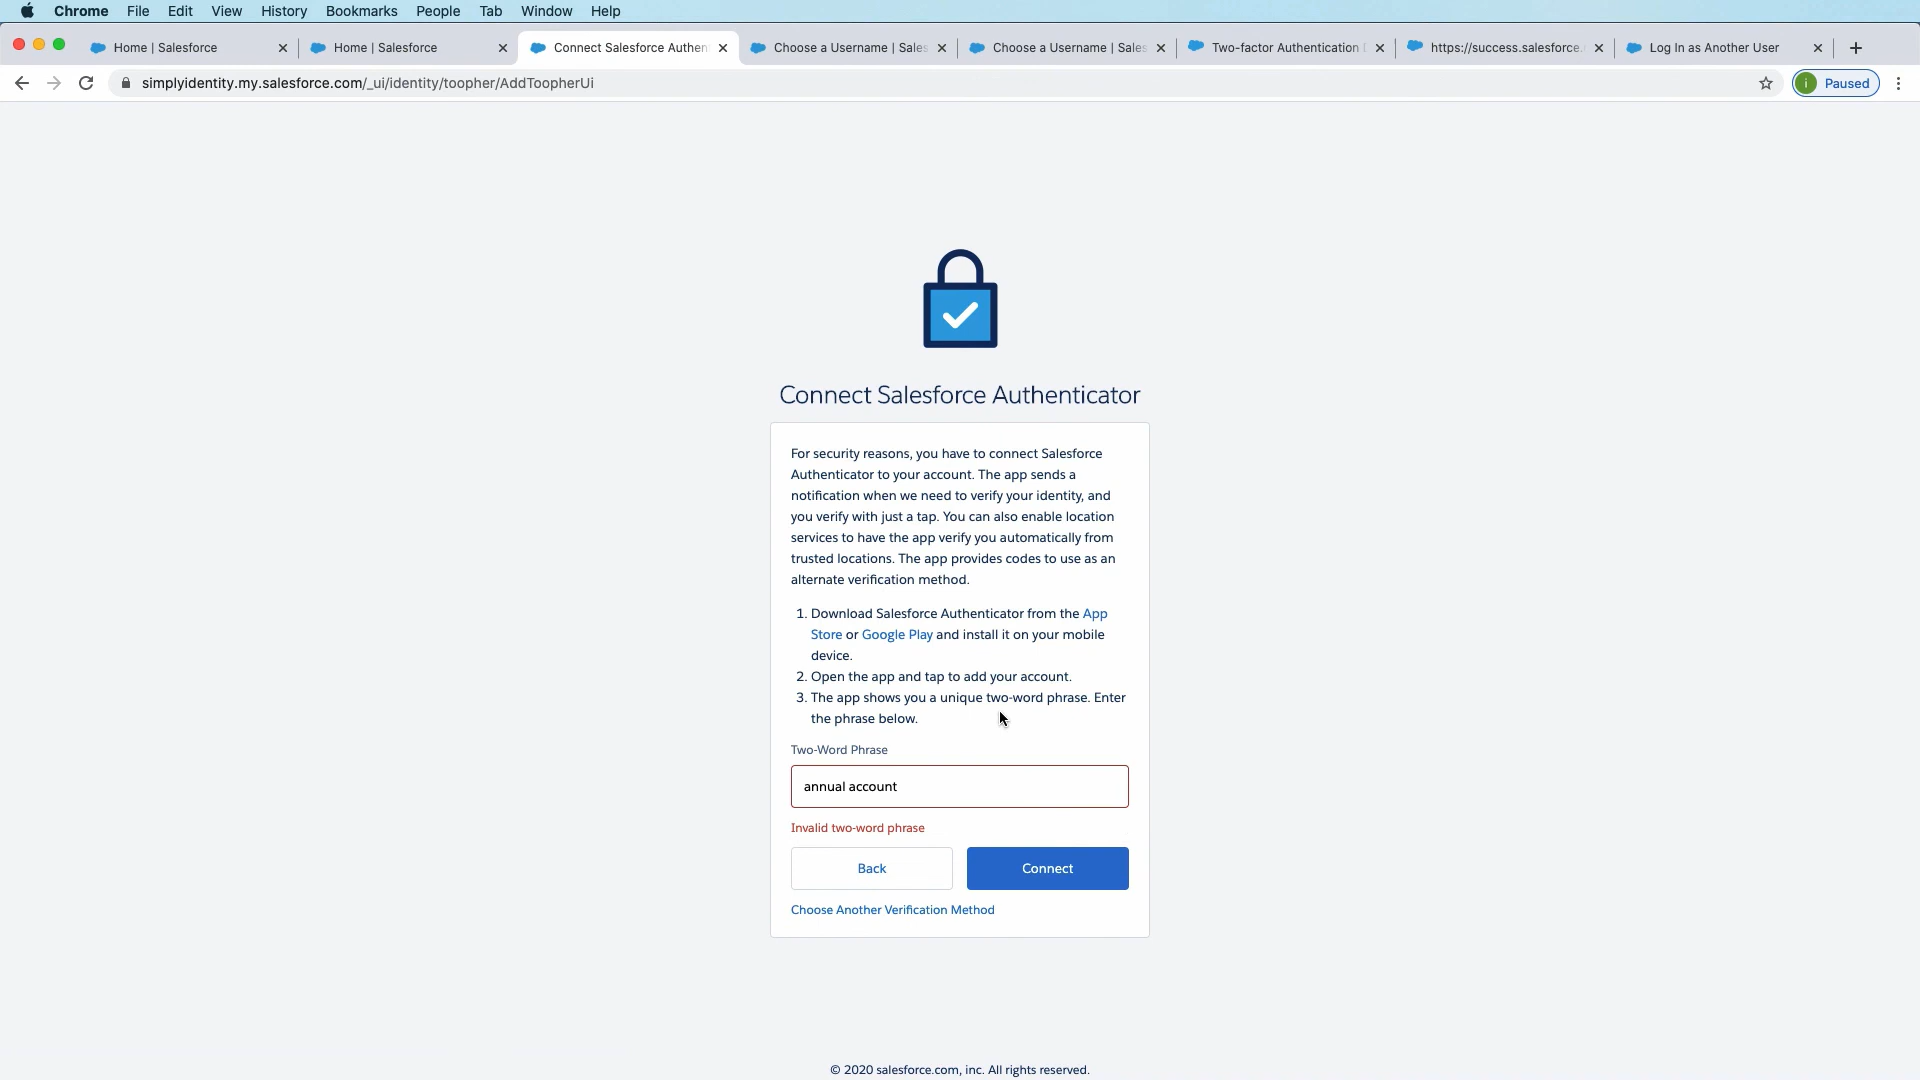 Chrome File Edit View History Bookmarks People Tab Window Help
Home | Salesforce
Home | Salesforce
Connect Salesforce Authen
Choose a Username | Sales
Choose a Username | Sales
Two-factor Authentication
https://success.salesforce.
Log In as Another User
simplyidentity.my.salesforce.com/_ui/identity/toopher/AddToopherUi
i
Paused
Connect Salesforce Authenticator
For security reasons, you have to connect Salesforce
Authenticator to your account. The app sends a
notification when we need to verify your identity, and
you verify with just a tap. You can also enable location
services to have the app verify you automatically from
trusted locations. The app provides codes to use as an
alternate verification method.
1. Download Salesforce Authenticator from the App
Store or Google Play and install it on your mobile
device.
2. Open the app and tap to add your account.
3. The app shows you a unique two-word phrase. Enter
the phrase below.
Two-Word Phrase
annual account
Invalid two-word phrase
Back
Connect
Choose Another Verification Method
© 2020 salesforce.com, inc. All rights reserved.